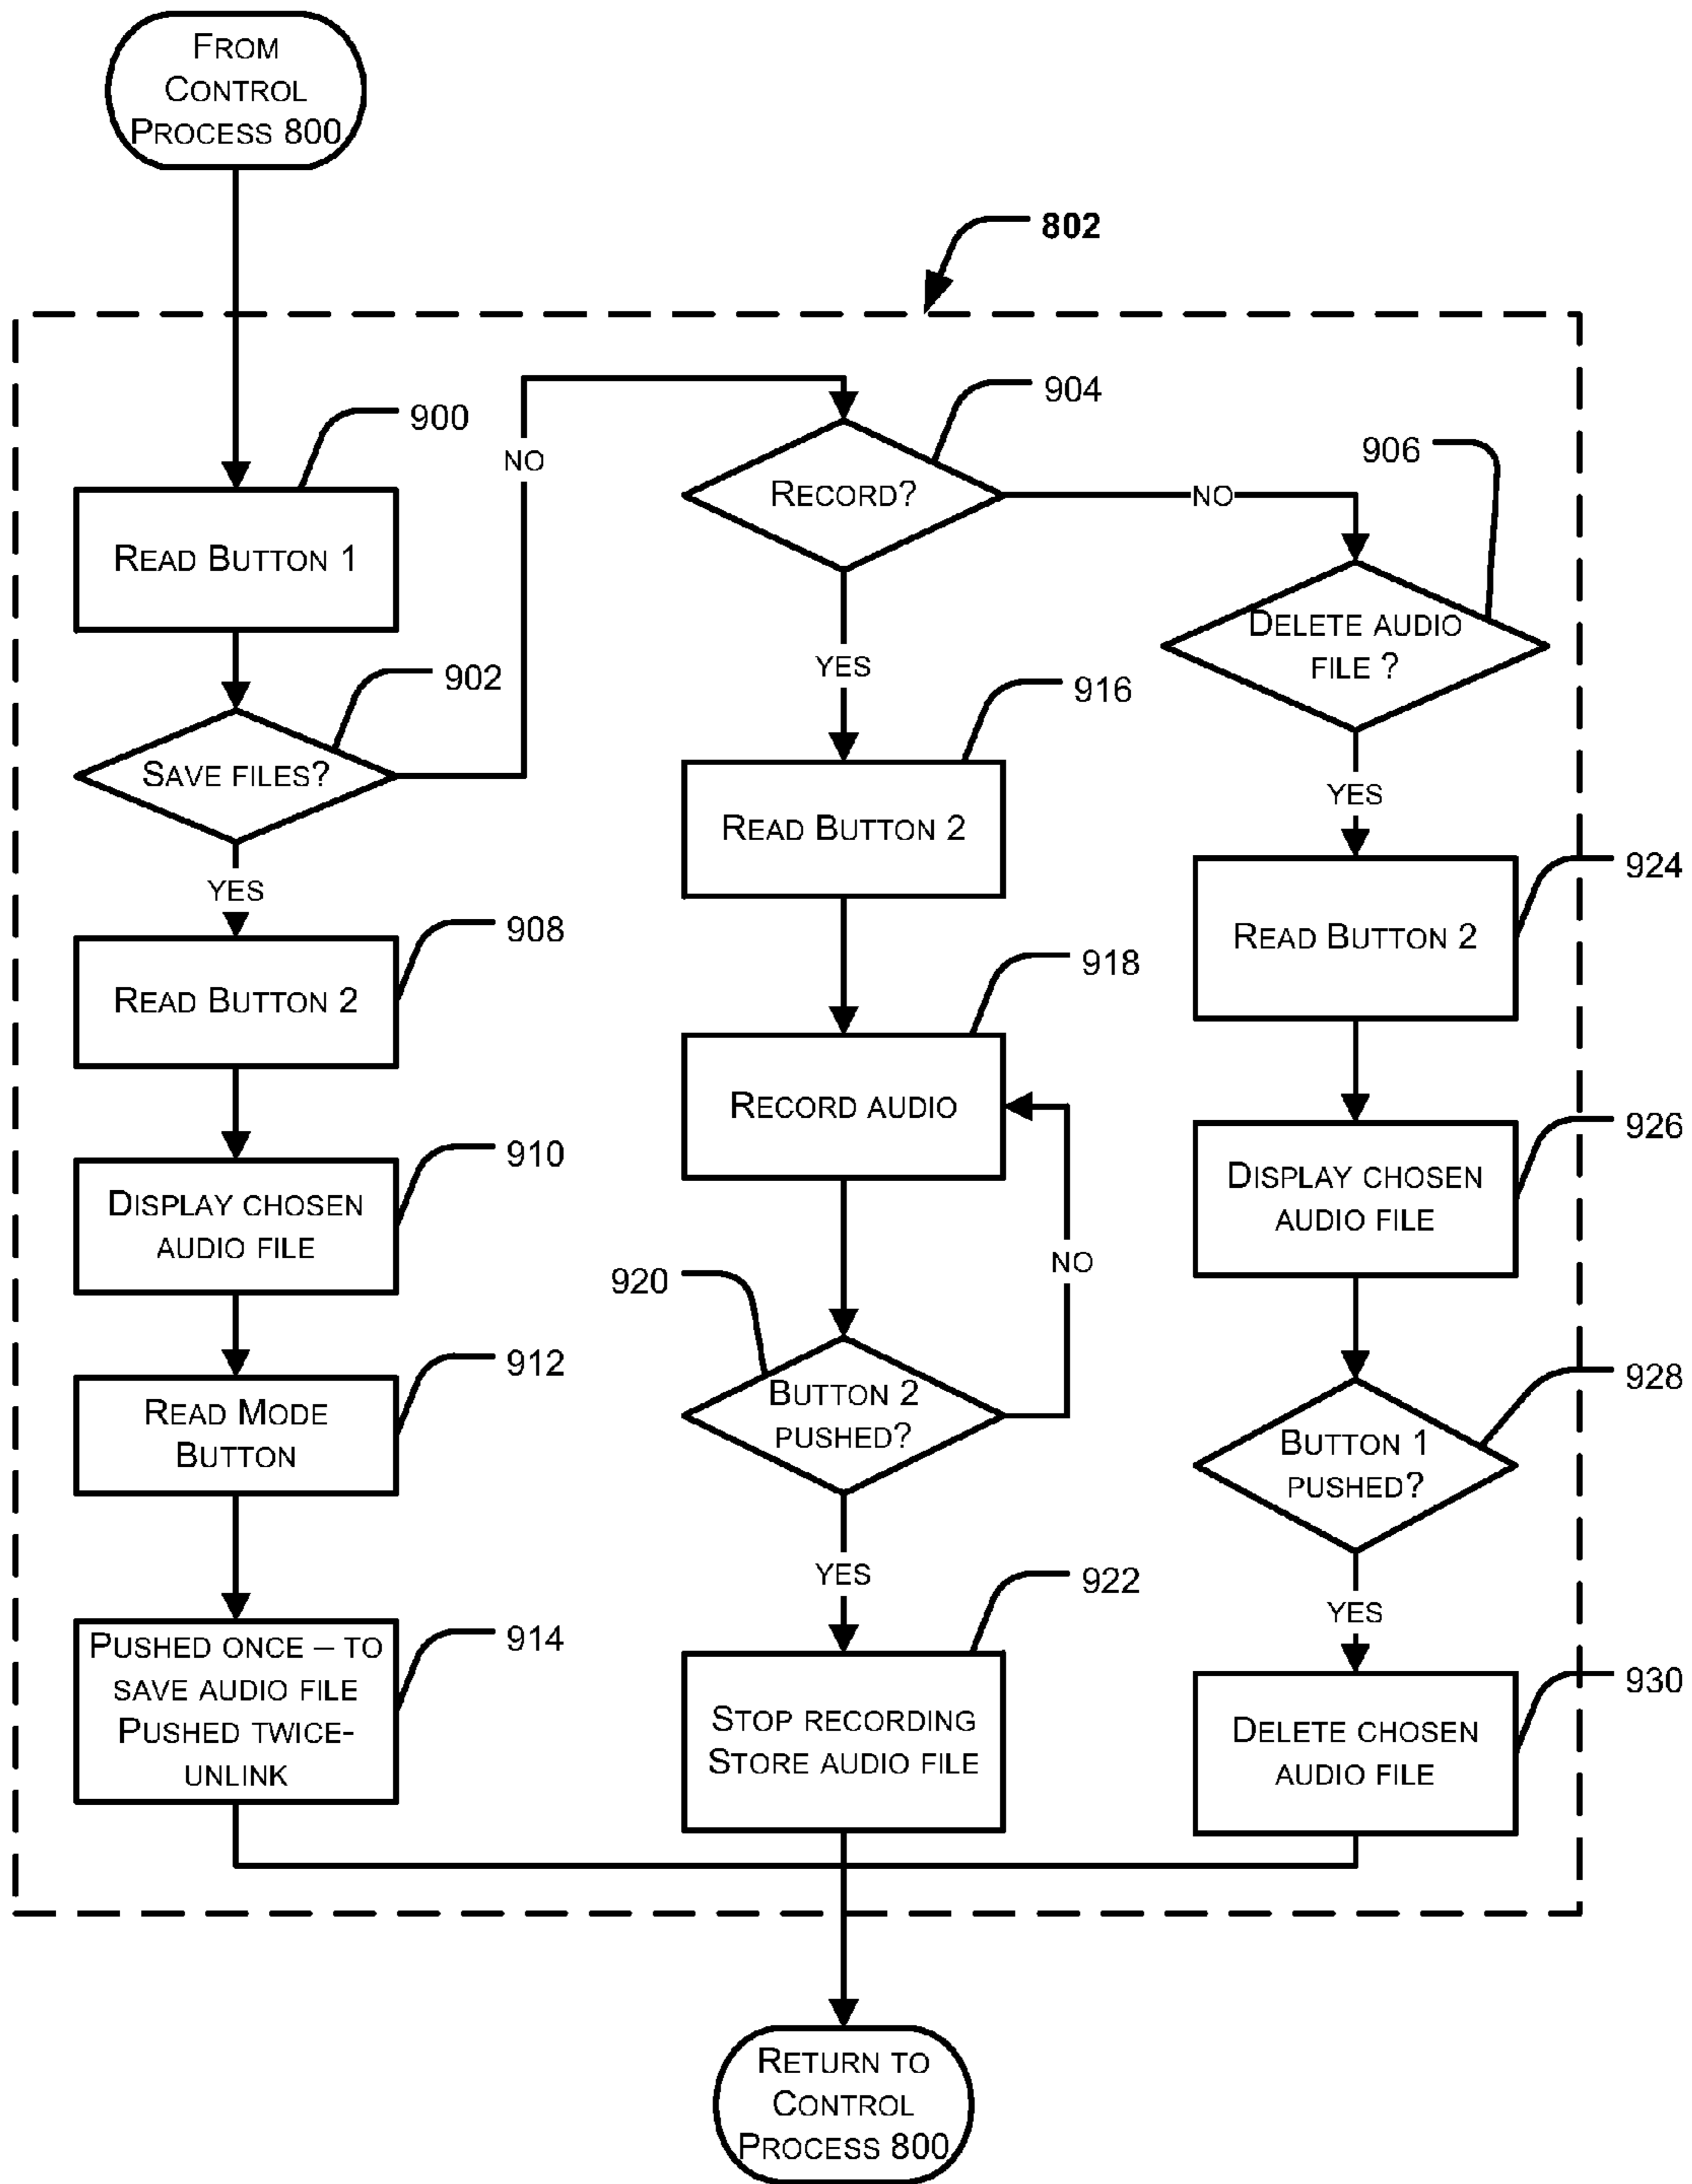 FROM
CONTROL
PROCESS 800
802
900
READ BUTTON 1
902
SAVE FILES?
NO
YES
908
READ BUTTON 2
910
DISPLAY CHOSEN
AUDIO FILE
912
READ MODE
BUTTON
914
PUSHED ONCE – TO
SAVE AUDIO FILE
PUSHED TWICE-
UNLINK
904
RECORD?
NO
YES
916
READ BUTTON 2
918
RECORD AUDIO
920
BUTTON 2
PUSHED?
NO
YES
922
STOP RECORDING
STORE AUDIO FILE
906
DELETE AUDIO
FILE ?
YES
924
READ BUTTON 2
926
DISPLAY CHOSEN
AUDIO FILE
928
BUTTON 1
PUSHED?
YES
930
DELETE CHOSEN
AUDIO FILE
RETURN TO
CONTROL
PROCESS 800